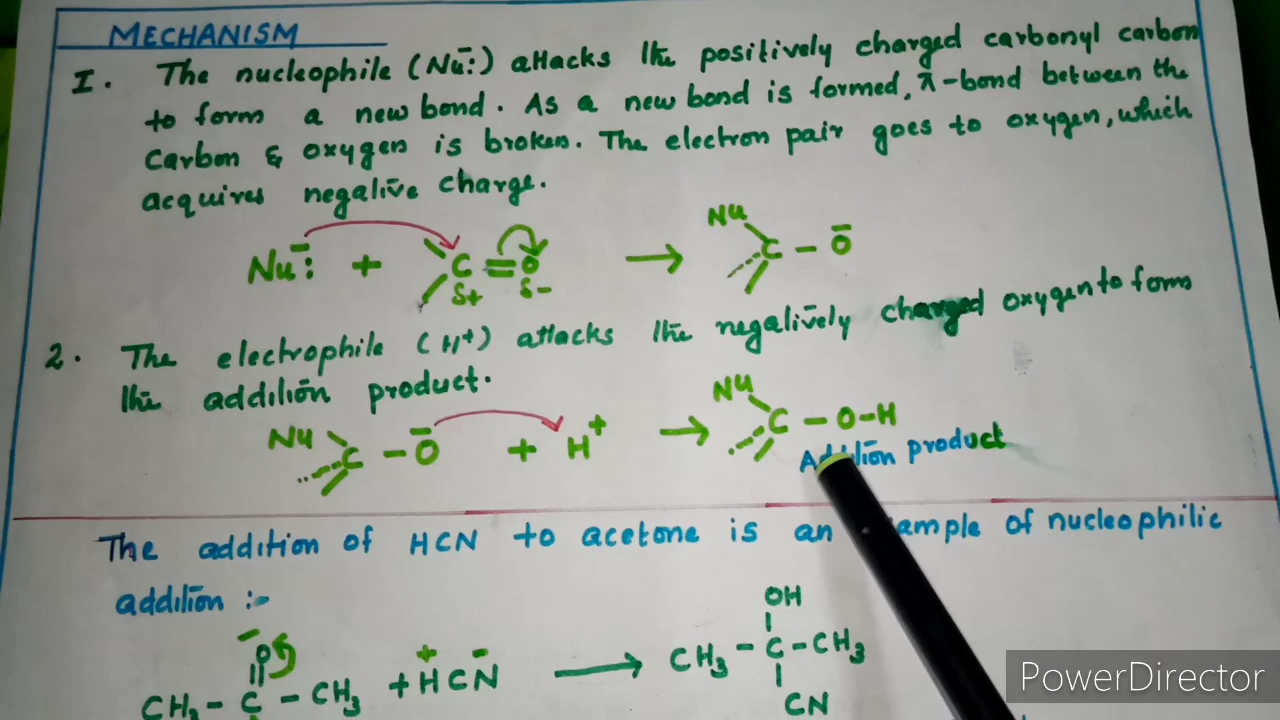 MECHANISM
I. The nucleophile (Nu:⁻) attacks the positively charged carbonyl carbon
to form a new bond. As a new bond is formed, π-bond between the
Carbon & oxygen is broken. The electron pair goes to oxygen, which
acquires negative charge.
Nu:⁻ + C=O → Nu C-O⁻
δ+ δ-
2. The electrophile (H⁺) attacks the negatively charged oxygen to form
the addition product.
Nu C-O⁻ + H⁺ → Nu C-O-H
Addition product
The addition of HCN to acetone is an ample of nucleophilic
addition :-
O⁻ OH
CH₃-C-CH₃ + H⁺CN⁻ → CH₃-C-CH₃
CN
PowerDirector